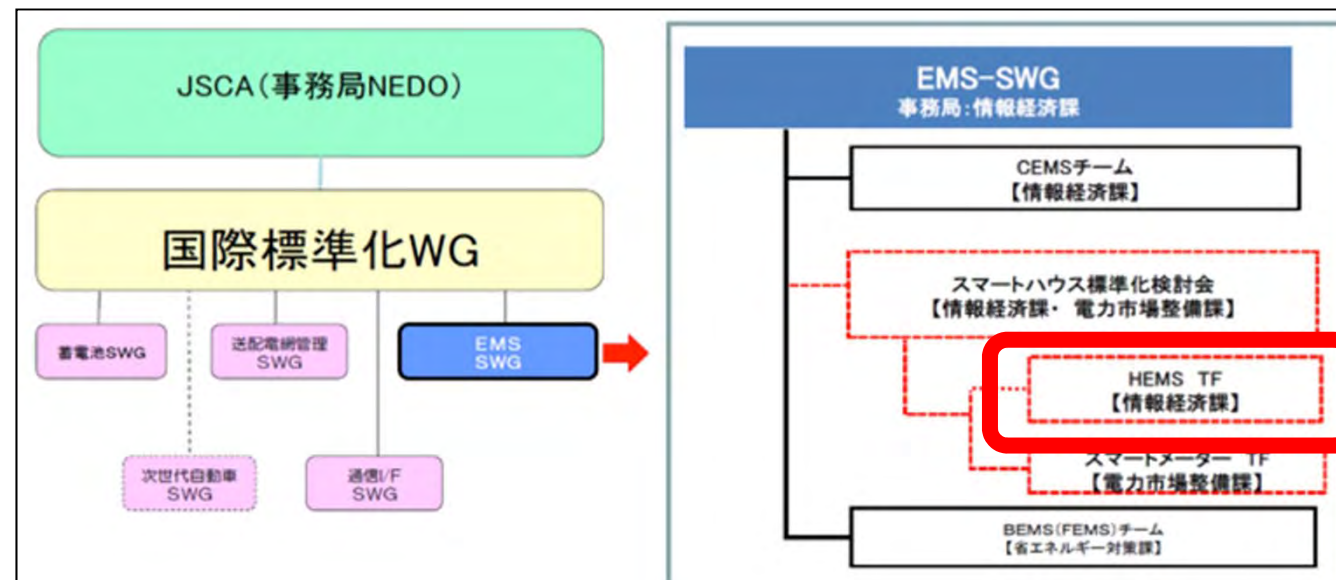 JSCA(事務局NEDO)
国際標準化WG
蓄電池SWG
送配電網管理
SWG
EMS
SWG
次世代自動車
SWG
通信I/F
SWG
EMS-SWG
事務局:情報経済課
CEMSチーム
【情報経済課】
スマートハウス標準化検討会
【情報経済課・ 電力市場整備課】
HEMS TF
【情報経済課】
スマートメーター TF
【電力市場整備課】
BEMS(FEMS)チーム
【省エネルギー対策課】